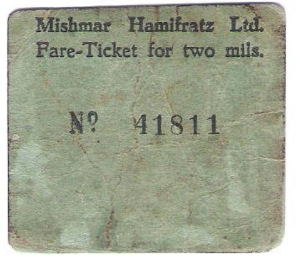 Mishmar Hamifratz Ltd.
Fare-Ticket for two mils.
Nº 41811